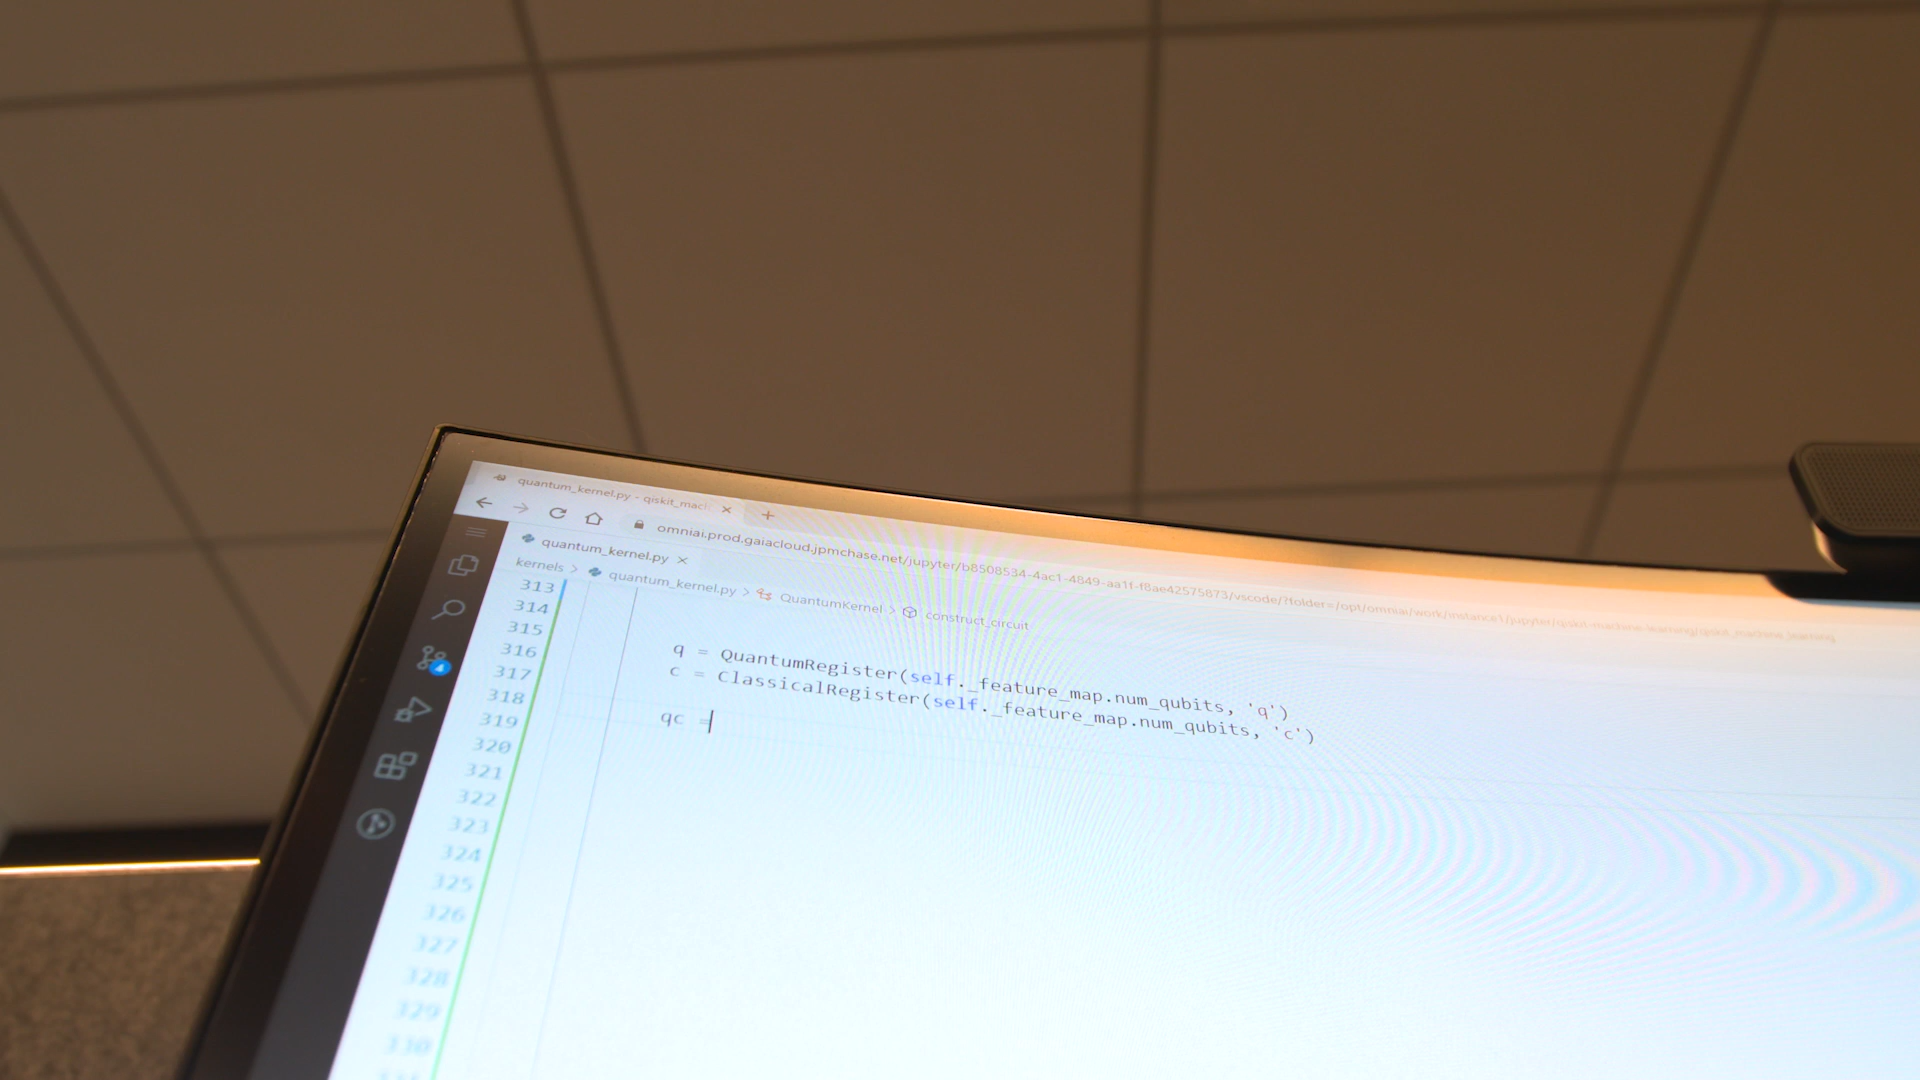 quantum_kernel.py - qiskit_machi
omniai.prod.gaiacloud.jpmchase.net/jupyter/b8508534-4ac1-4849-aa1f-f8ae42575873/vscode/?folder=/opt/omniai/work/instance1/jupyter/qiskit-machine-learning/qiskit_machine_learning
quantum_kernel.py
kernels > quantum_kernel.py > QuantumKernel > construct_circuit
313
314
315
316 q = QuantumRegister(self._feature_map.num_qubits, 'q')
317 c = ClassicalRegister(self._feature_map.num_qubits, 'c')
318
319 qc =
320
321
322
323
324
325
326
327
328
329
330
4